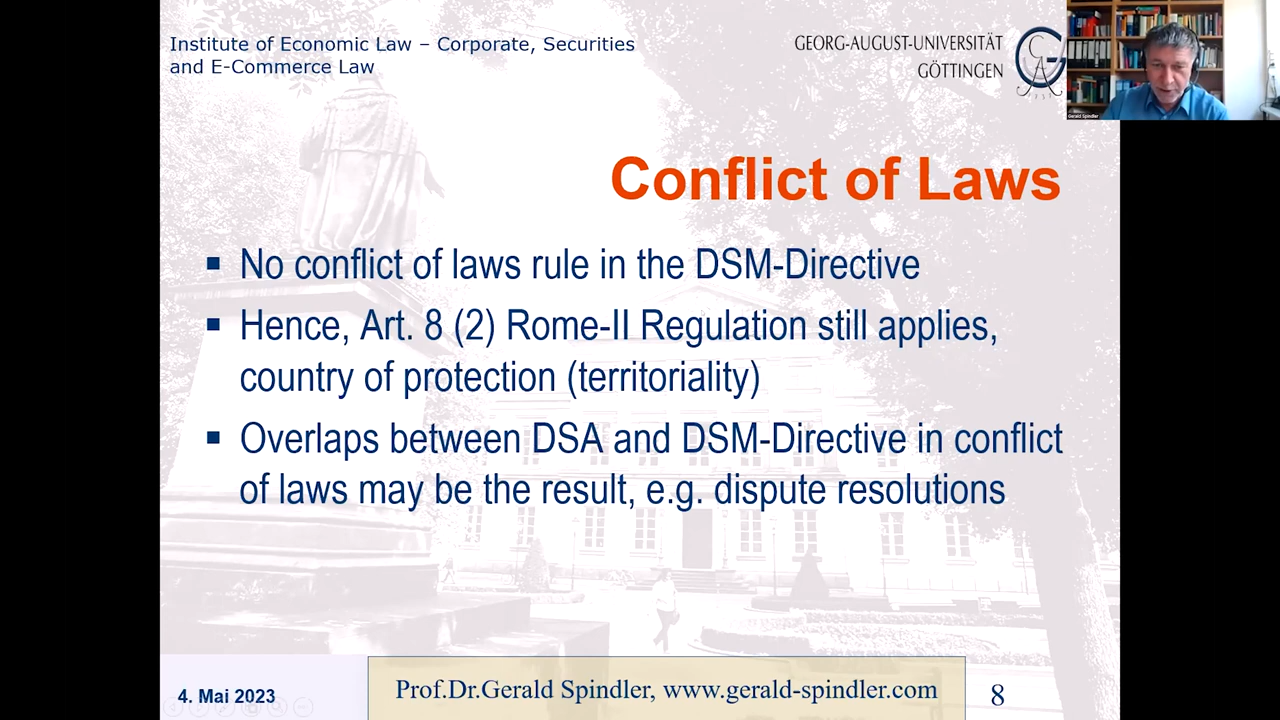 Institute of Economic Law – Corporate, Securities
and E-Commerce Law
GEORG-AUGUST-UNIVERSITÄT
GÖTTINGEN
Gerald Spindler
Conflict of Laws
▪ No conflict of laws rule in the DSM-Directive
▪ Hence, Art. 8 (2) Rome-II Regulation still applies,
country of protection (territoriality)
▪ Overlaps between DSA and DSM-Directive in conflict
of laws may be the result, e.g. dispute resolutions
4. Mai 2023
Prof.Dr.Gerald Spindler, www.gerald-spindler.com
8